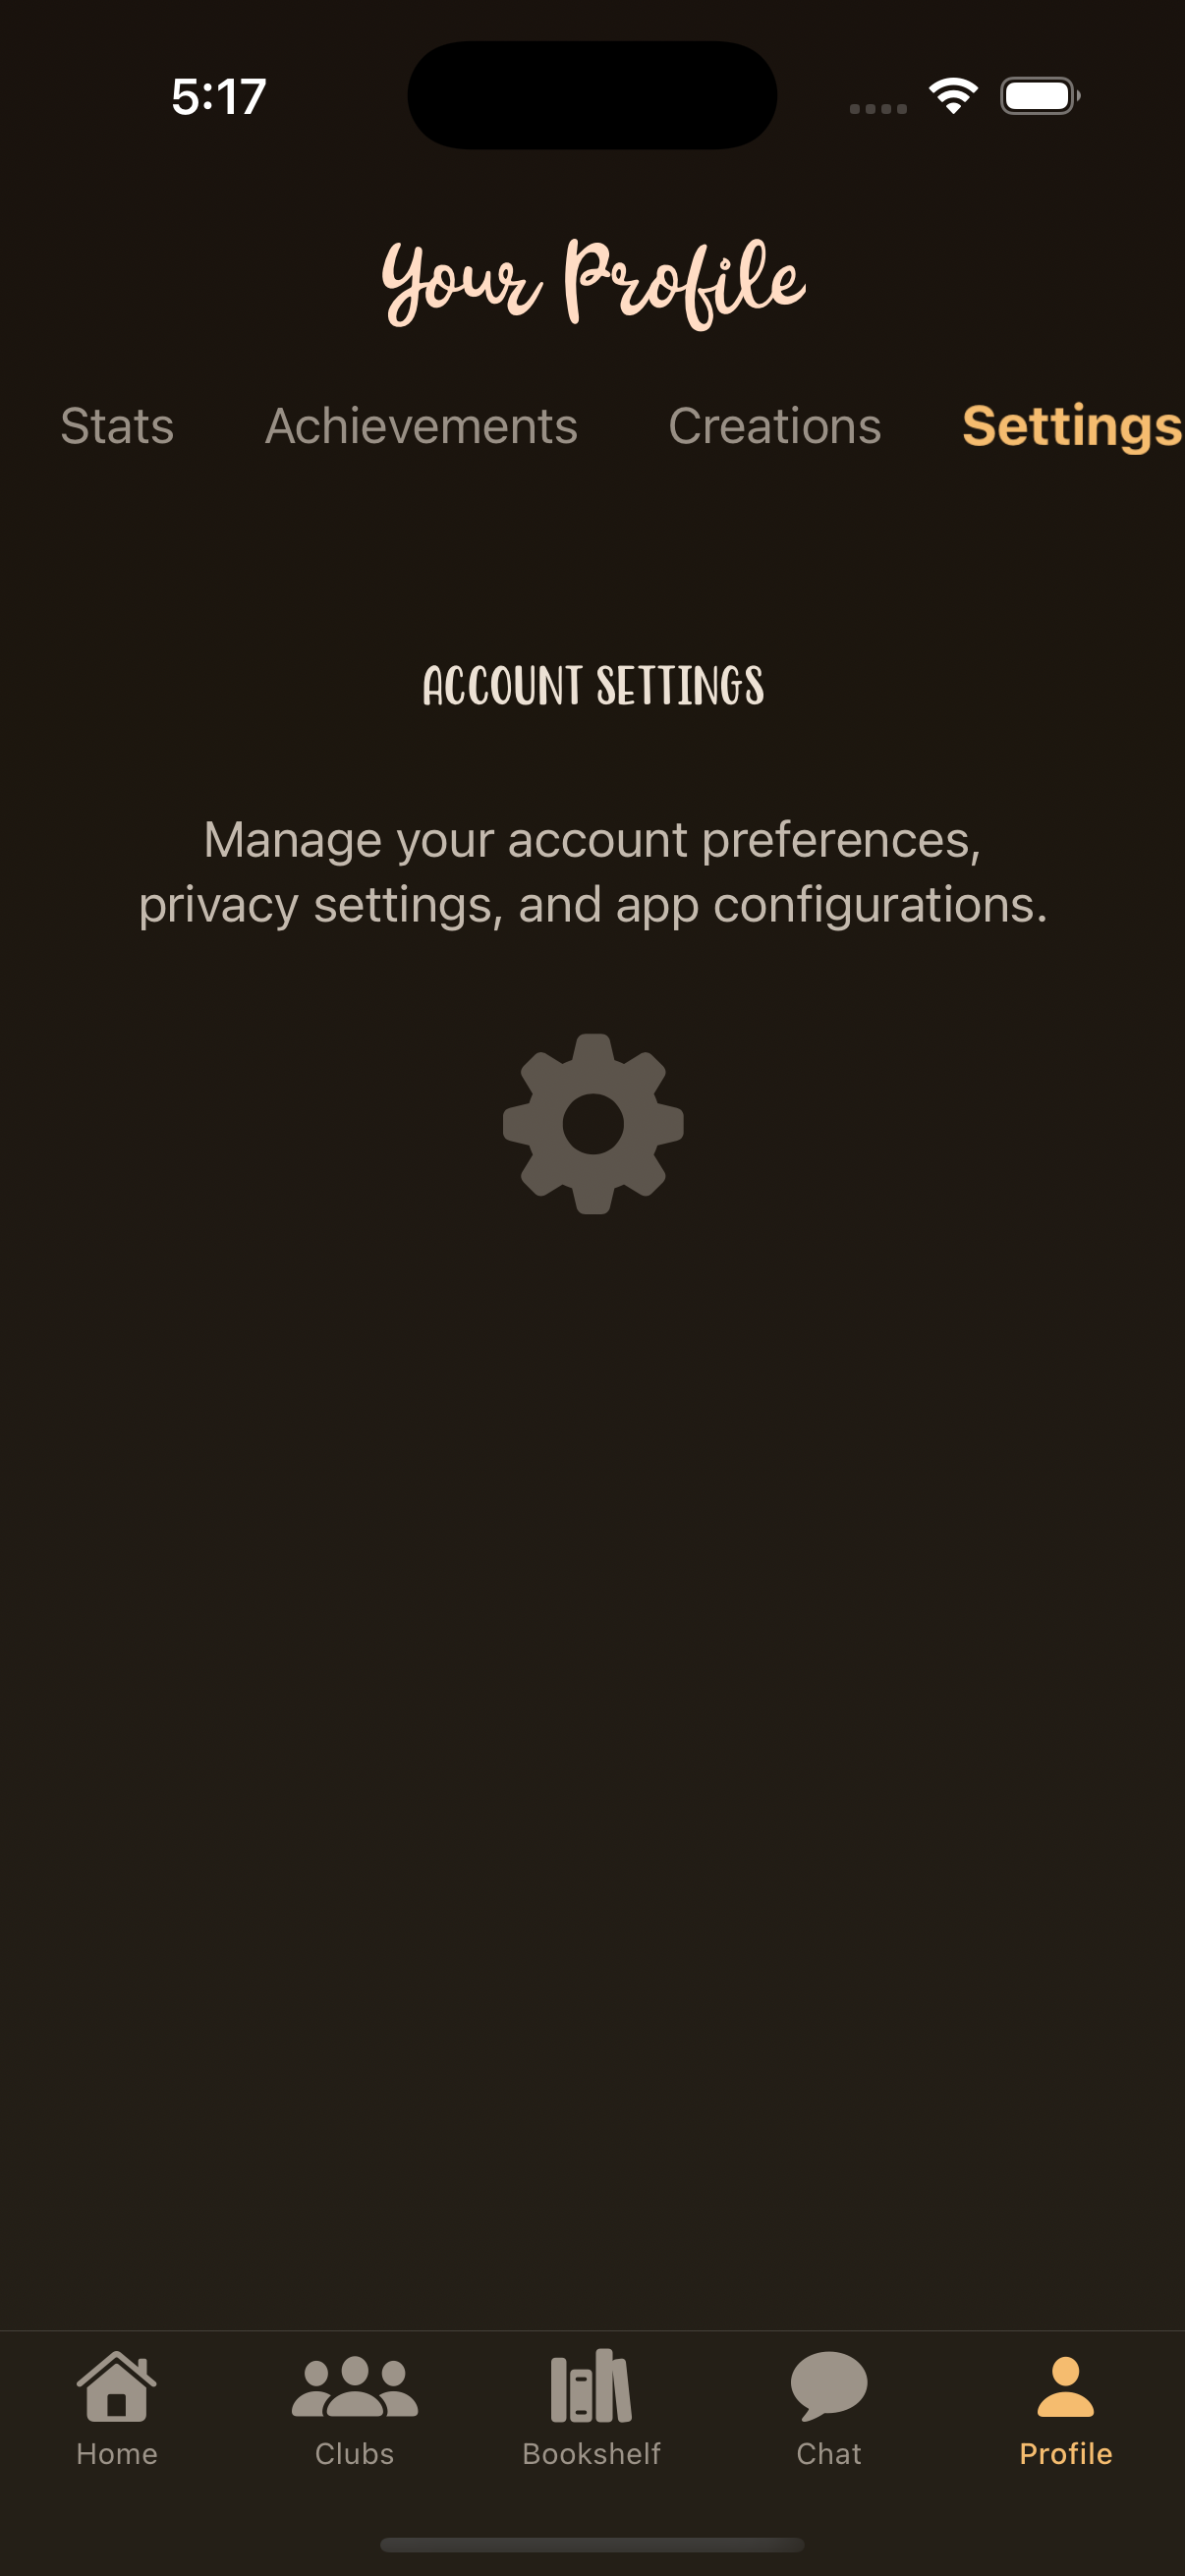 5:17
Your Profile
Stats Achievements Creations Settings
ACCOUNT SETTINGS
Manage your account preferences,
privacy settings, and app configurations.
Home Clubs Bookshelf Chat Profile